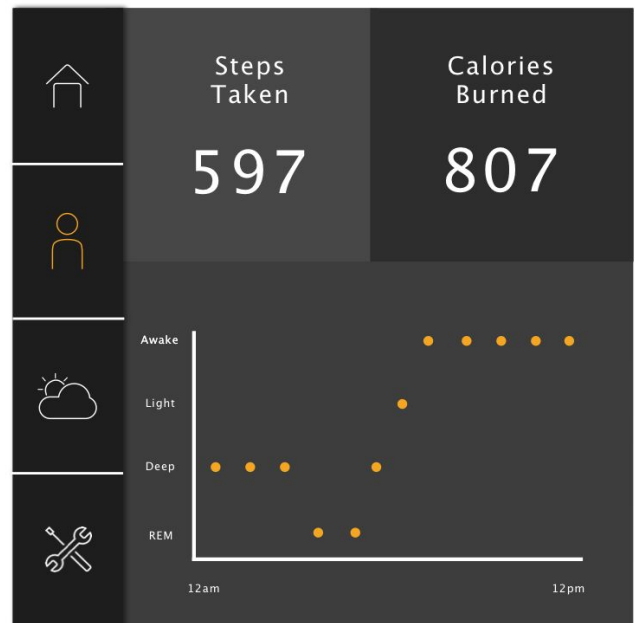 Steps
Taken
597
Calories
Burned
807
Awake
Light
Deep
REM
12am
12pm